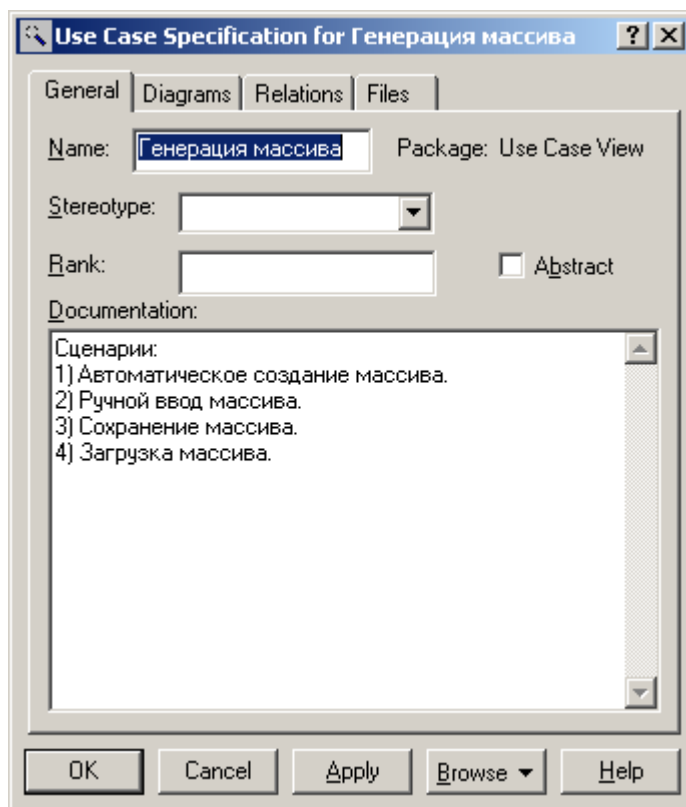 Use Case Specification for Генерация массива
General Diagrams Relations Files
Name: Генерация массива Package: Use Case View
Stereotype:
Rank: Abstract
Documentation:
Сценарии:
1) Автоматическое создание массива.
2) Ручной ввод массива.
3) Сохранение массива.
4) Загрузка массива.
OK Cancel Apply Browse Help